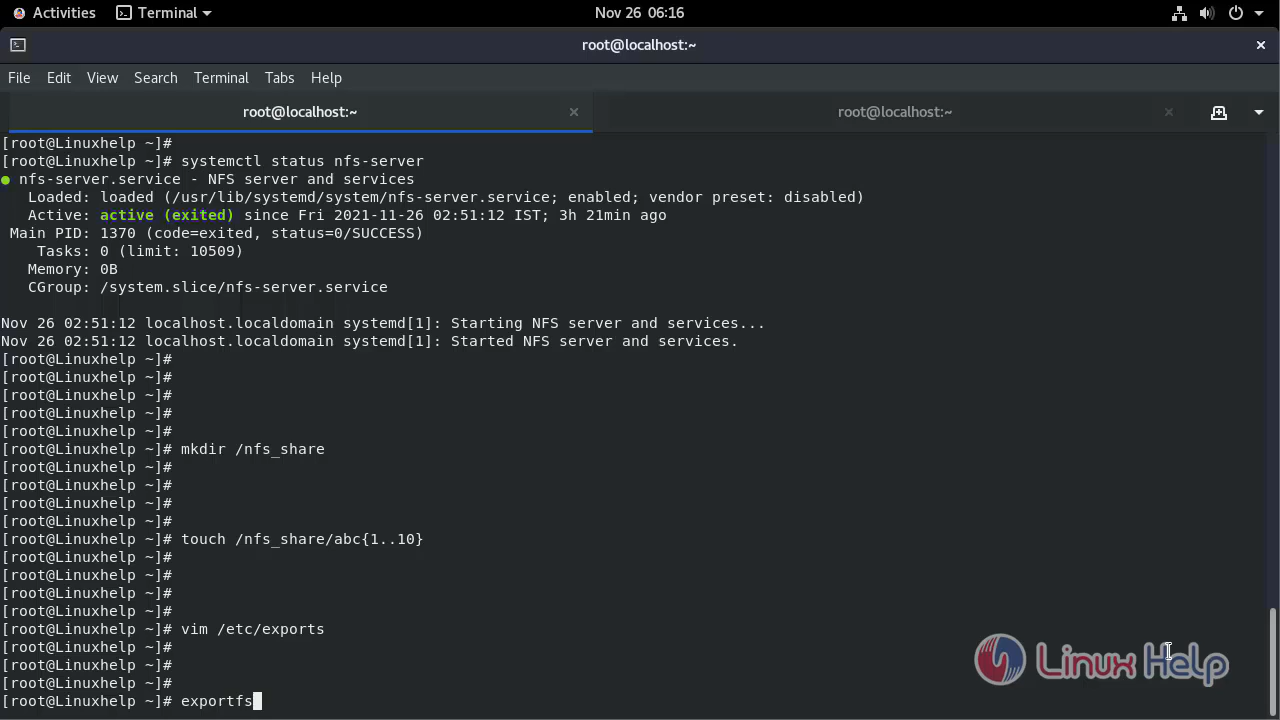 Activities Terminal Nov 26 06:16
root@localhost:~
File Edit View Search Terminal Tabs Help
root@localhost:~ root@localhost:~
[root@Linuxhelp ~]#
[root@Linuxhelp ~]# systemctl status nfs-server
● nfs-server.service - NFS server and services
Loaded: loaded (/usr/lib/systemd/system/nfs-server.service; enabled; vendor preset: disabled)
Active: active (exited) since Fri 2021-11-26 02:51:12 IST; 3h 21min ago
Main PID: 1370 (code=exited, status=0/SUCCESS)
Tasks: 0 (limit: 10509)
Memory: 0B
CGroup: /system.slice/nfs-server.service
Nov 26 02:51:12 localhost.localdomain systemd[1]: Starting NFS server and services...
Nov 26 02:51:12 localhost.localdomain systemd[1]: Started NFS server and services.
[root@Linuxhelp ~]#
[root@Linuxhelp ~]#
[root@Linuxhelp ~]#
[root@Linuxhelp ~]#
[root@Linuxhelp ~]#
[root@Linuxhelp ~]# mkdir /nfs_share
[root@Linuxhelp ~]#
[root@Linuxhelp ~]#
[root@Linuxhelp ~]#
[root@Linuxhelp ~]#
[root@Linuxhelp ~]# touch /nfs_share/abc{1..10}
[root@Linuxhelp ~]#
[root@Linuxhelp ~]#
[root@Linuxhelp ~]#
[root@Linuxhelp ~]#
[root@Linuxhelp ~]# vim /etc/exports
[root@Linuxhelp ~]#
[root@Linuxhelp ~]#
[root@Linuxhelp ~]#
[root@Linuxhelp ~]# exportfs
Linux Help